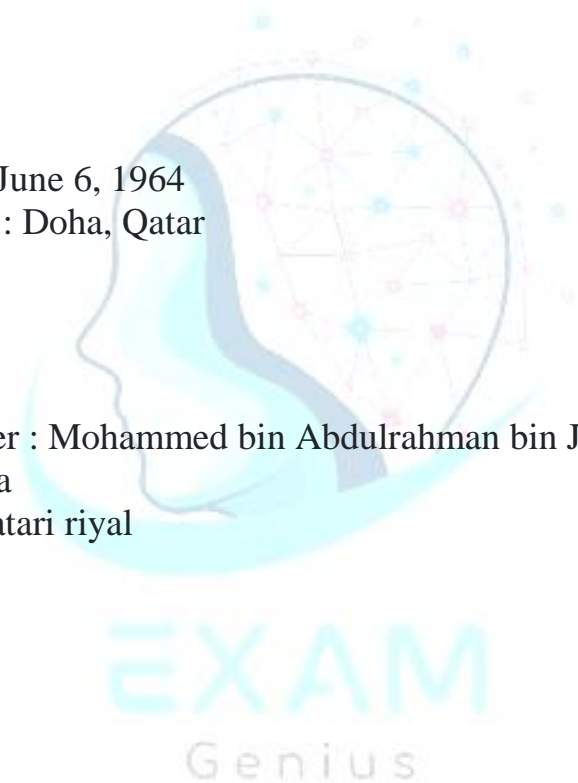 June 6, 1964
: Doha, Qatar
er : Mohammed bin Abdulrahman bin J
a
atari riyal
EXAM
Genius